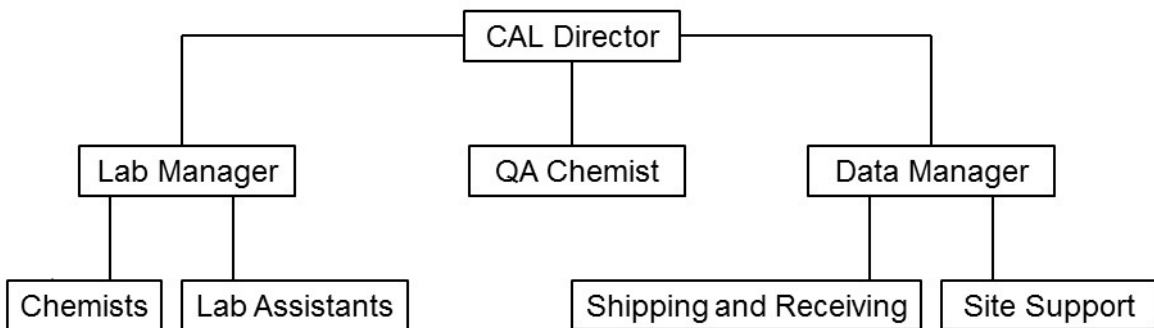 CAL Director
Lab Manager
QA Chemist
Data Manager
Chemists
Lab Assistants
Shipping and Receiving
Site Support